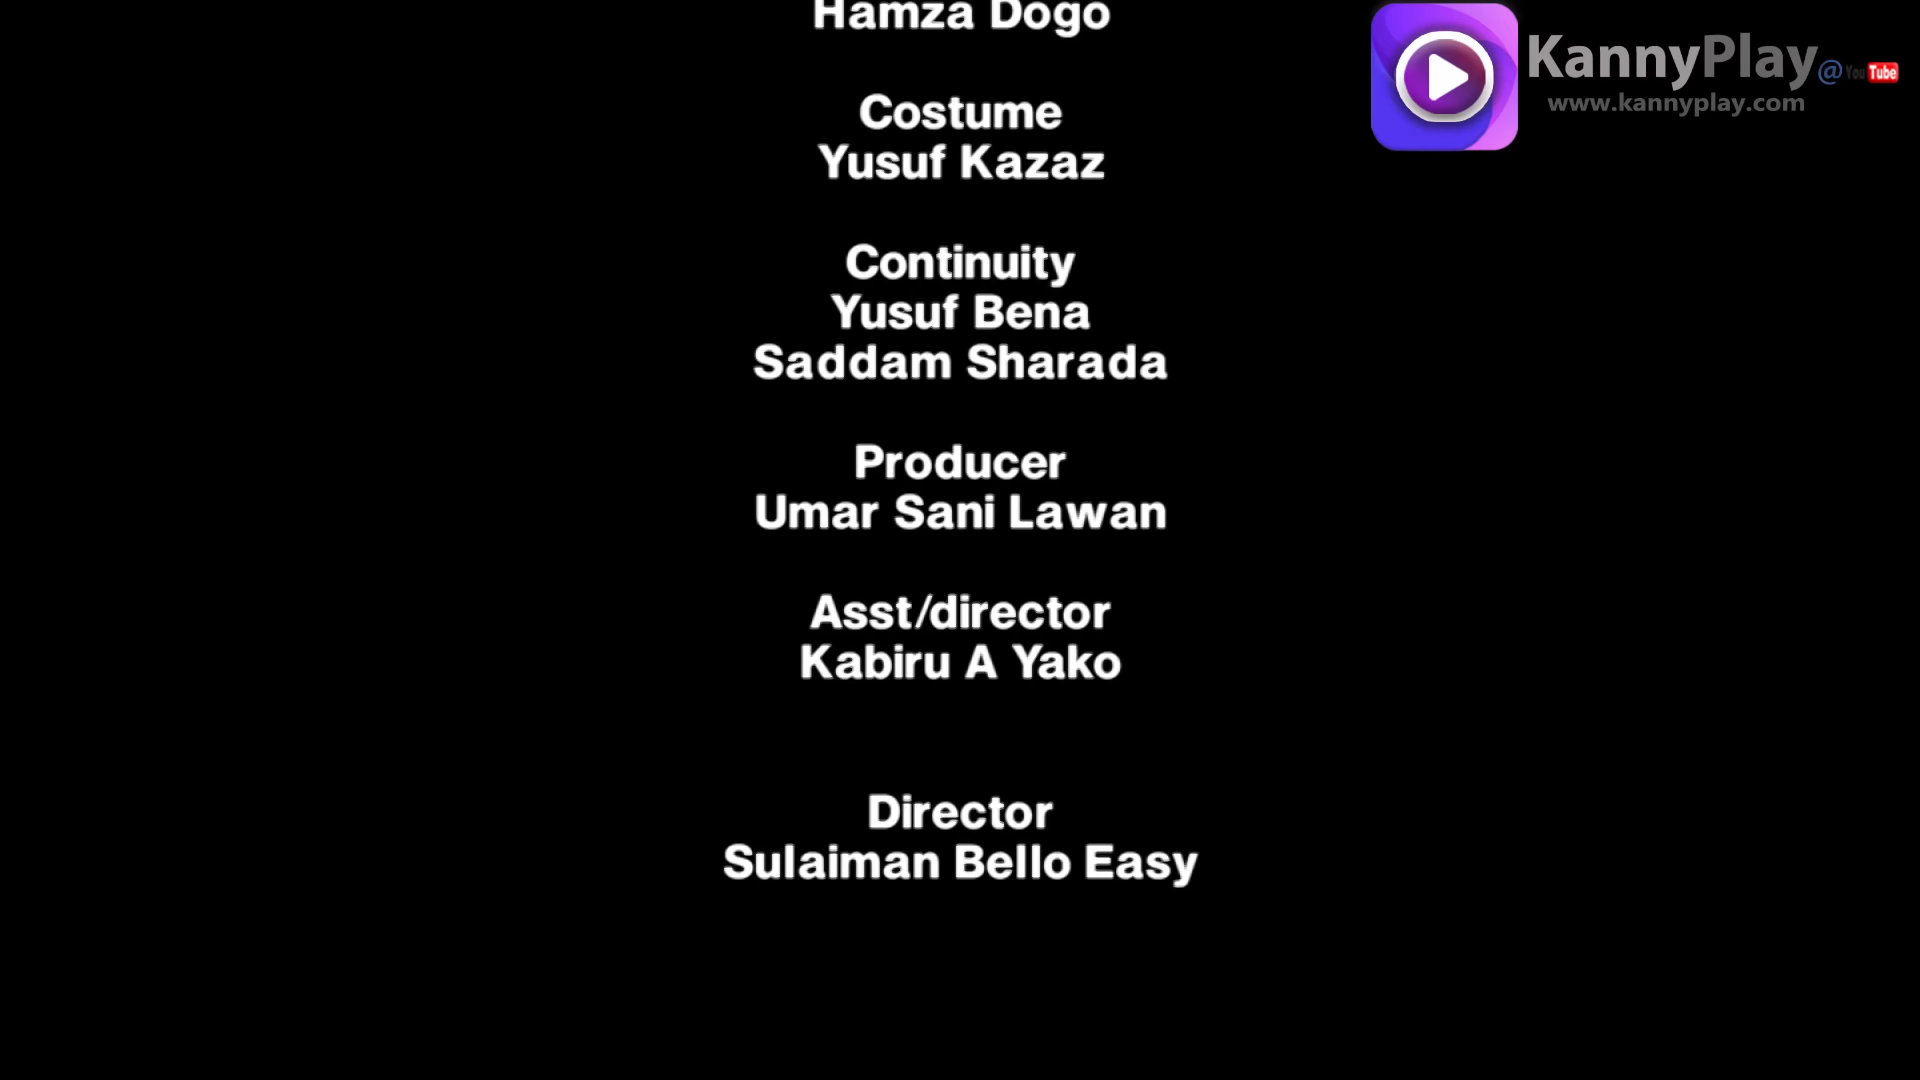 Hamza Dogo
KannyPlay@YouTube
www.kannyplay.com
Costume
Yusuf Kazaz
Continuity
Yusuf Bena
Saddam Sharada
Producer
Umar Sani Lawan
Asst/director
Kabiru A Yako
Director
Sulaiman Bello Easy